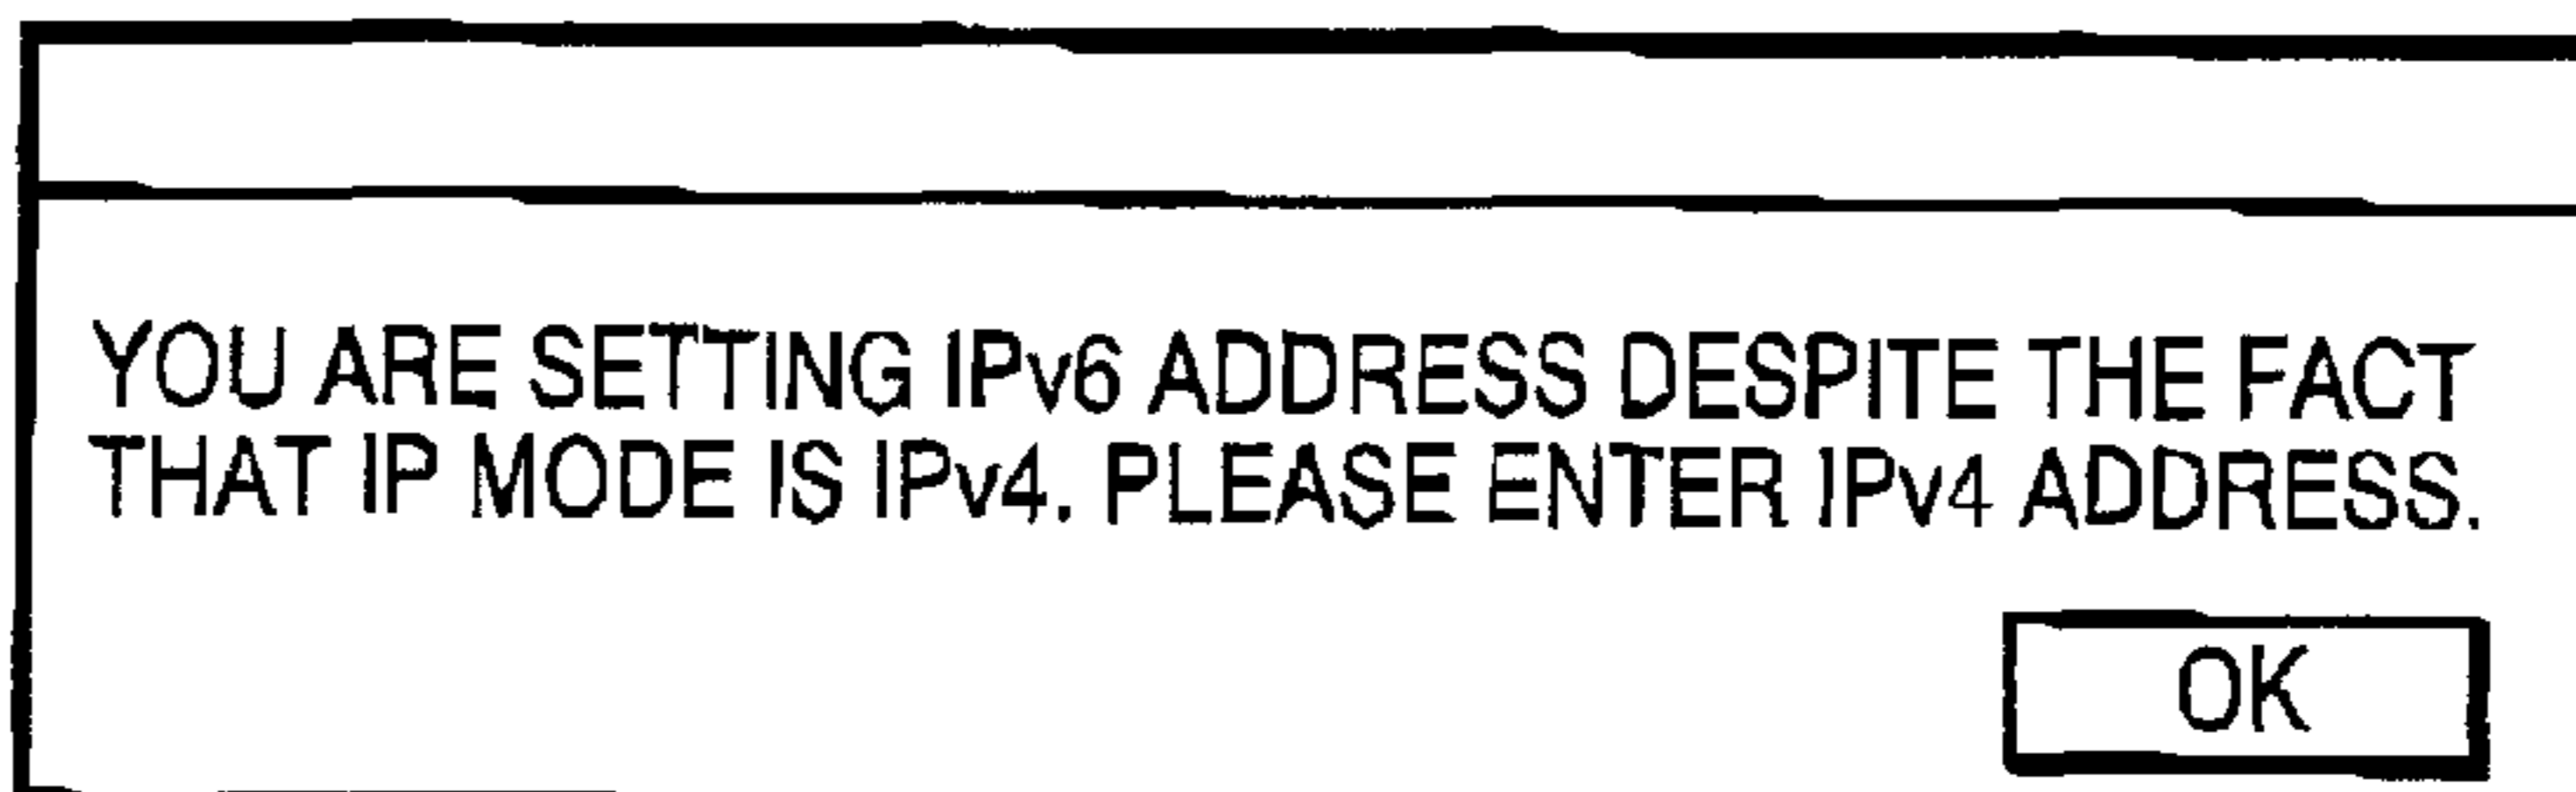 YOU ARE SETTING IPv6 ADDRESS DESPITE THE FACT
THAT IP MODE IS IPv4. PLEASE ENTER IPv4 ADDRESS.
OK